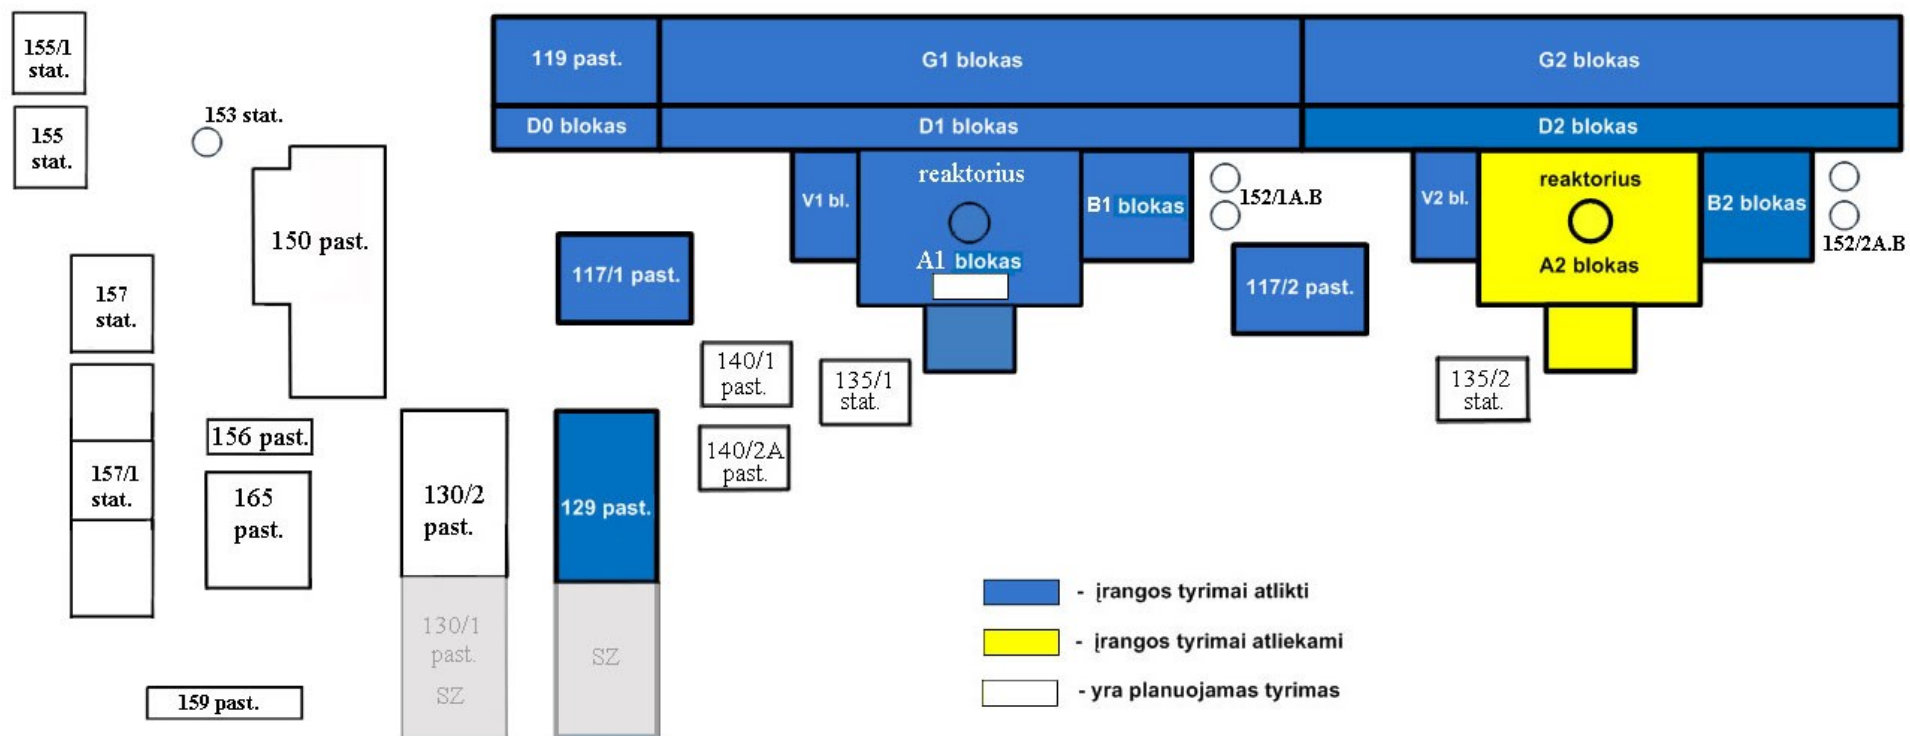 155/1
stat.
119 past.
G1 blokas
G2 blokas
153 stat.
D0 blokas
D1 blokas
D2 blokas
155
stat.
reaktorius
V1 bl.
B1 blokas
152/1A.B
A1 blokas
reaktorius
V2 bl.
A2 blokas
B2 blokas
152/2A.B
150 past.
117/1 past.
117/2 past.
157
stat.
140/1
past.
135/1
stat.
135/2
stat.
156 past.
140/2A
past.
157/1
stat.
165
past.
130/2
past.
129 past.
130/1
past.
SZ
SZ
159 past.
- įrangos tyrimai atlikti
- įrangos tyrimai atliekami
- yra planuojamas tyrimas